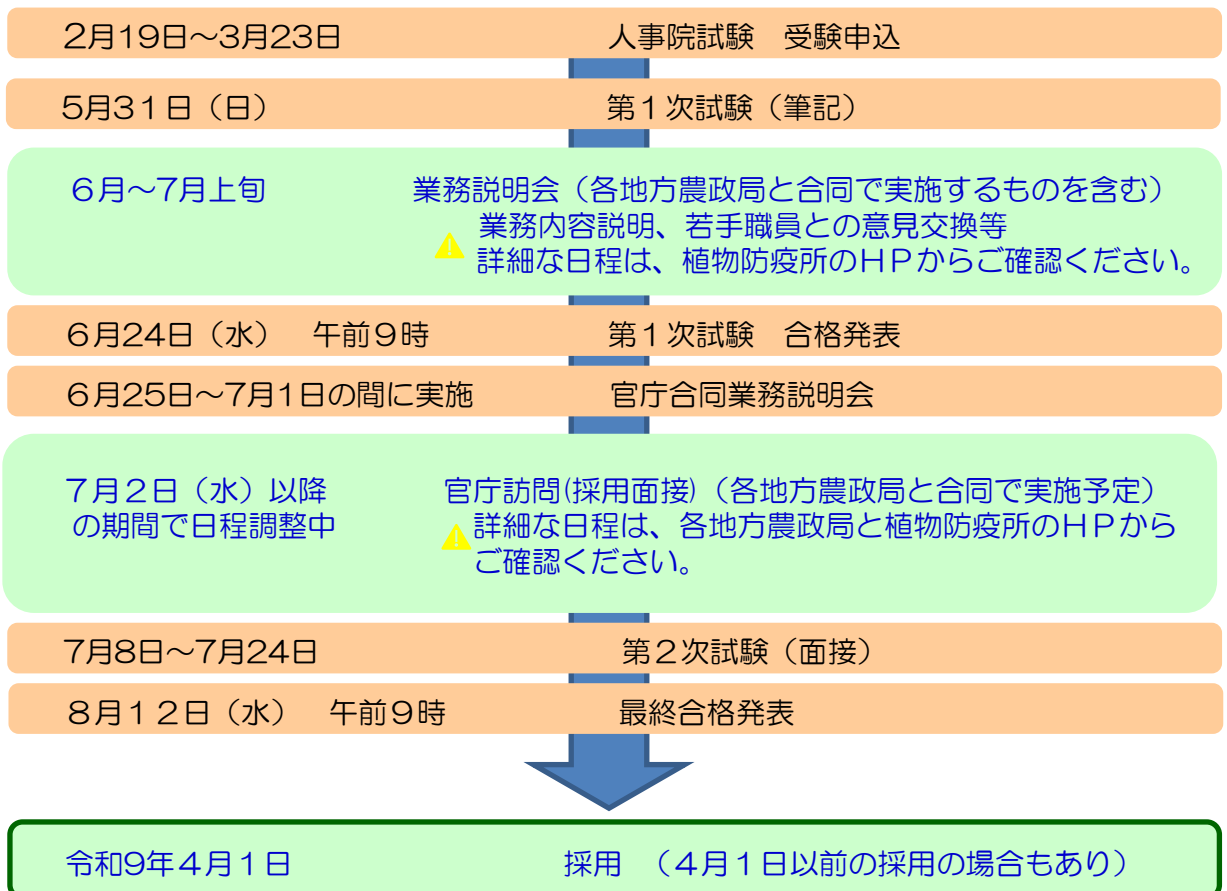 2月19日～3月23日　人事院試験　受験申込
5月31日（日）　第１次試験（筆記）
６月～７月上旬　業務説明会（各地方農政局と合同で実施するものを含む）
業務内容説明、若手職員との意見交換等
詳細な日程は、植物防疫所のＨＰからご確認ください。
６月24日（水）　午前９時　第１次試験　合格発表
６月25日～7月1日の間に実施　官庁合同業務説明会
７月２日（水）以降　官庁訪問(採用面接)（各地方農政局と合同で実施予定）
の期間で日程調整中　詳細な日程は、各地方農政局と植物防疫所のＨＰから
ご確認ください。
7月8日～7月24日　第２次試験（面接）
８月１２日（水）　午前９時　最終合格発表
令和9年４月１日　採用　（４月１日以前の採用の場合もあり）